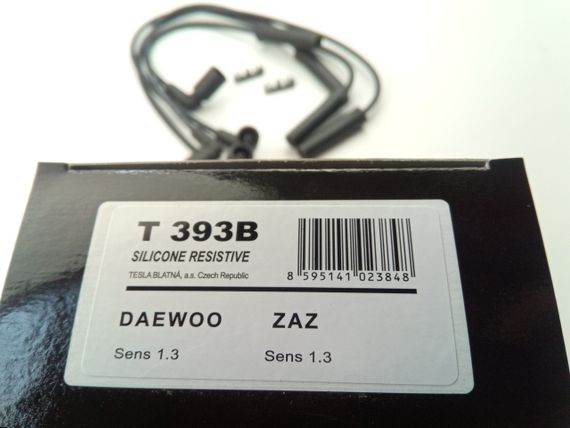 T 393B
SILICONE RESISTIVE
TESLA BLATNÁ, a.s. Czech Republic
8 595141 023848
DAEWOO ZAZ
Sens 1.3 Sens 1.3